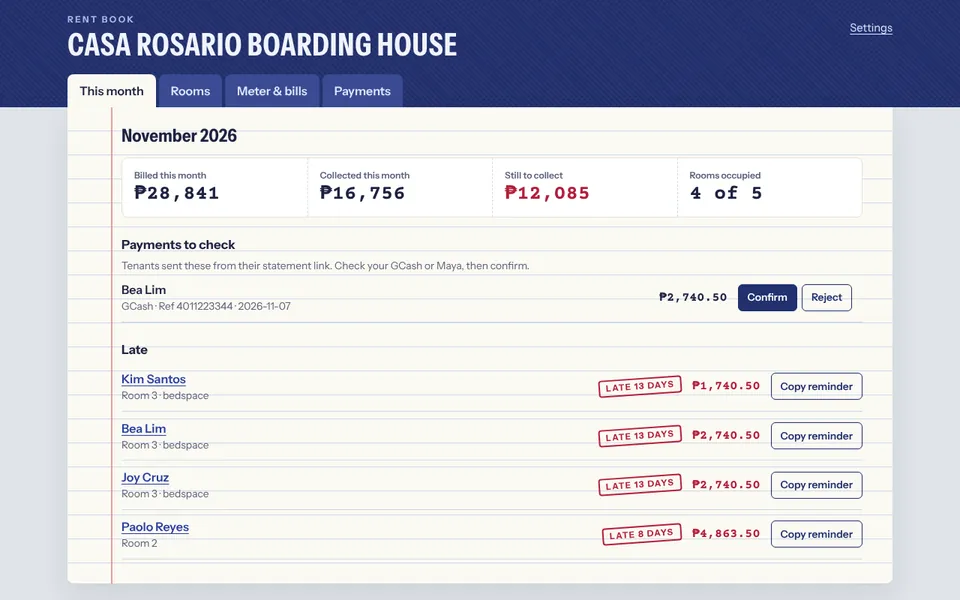 RENT BOOK
CASA ROSARIO BOARDING HOUSE
Settings
This month
Rooms
Meter & bills
Payments
November 2026
Billed this month
₱28,841
Collected this month
₱16,756
Still to collect
₱12,085
Rooms occupied
4 of 5
Payments to check
Tenants sent these from their statement link. Check your GCash or Maya, then confirm.
Bea Lim
GCash · Ref 4011223344 · 2026-11-07
₱2,740.50
Confirm
Reject
Late
Kim Santos
Room 3 · bedspace
LATE 13 DAYS
₱1,740.50
Copy reminder
Bea Lim
Room 3 · bedspace
LATE 13 DAYS
₱2,740.50
Copy reminder
Joy Cruz
Room 3 · bedspace
LATE 13 DAYS
₱2,740.50
Copy reminder
Paolo Reyes
Room 2
LATE 8 DAYS
₱4,863.50
Copy reminder